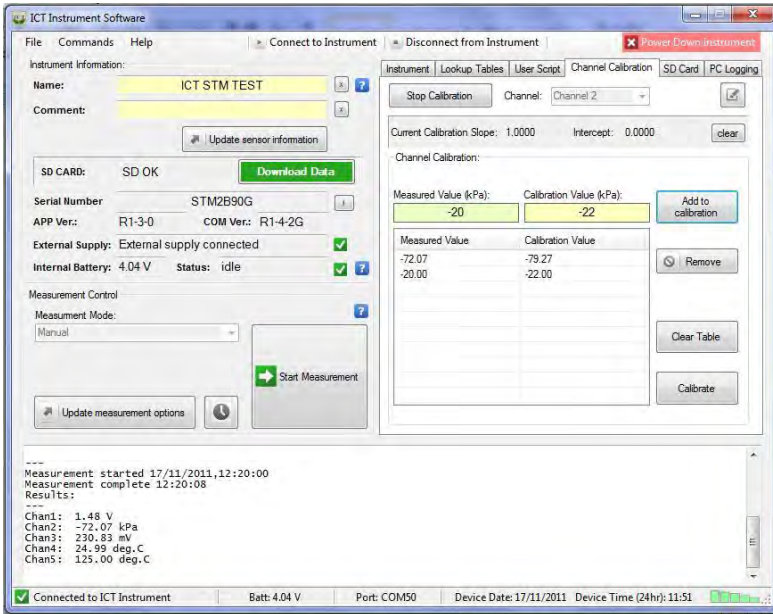 ICT Instrument Software
File Commands Help Connect to Instrument Disconnect from Instrument Power Down Instrument
Instrument Information:
Name: ICT STM TEST
Comment:
Update sensor information
SD CARD: SD OK Download Data
Serial Number STM2B90G
APP Ver.: R1-3-0 COM Ver.: R1-4-2G
External Supply: External supply connected
Internal Battery: 4.04 V Status: idle
Measurement Control
Measument Mode:
Manual
Start Measurement
Update measurement options
Instrument Lookup Tables User Script Channel Calibration SD Card PC Logging
Stop Calibration Channel: Channel 2
Current Calibration Slope: 1.0000 Intercept: 0.0000 clear
Channel Calibration:
Measured Value (kPa): Calibration Value (kPa):
-20 -22
Add to
calibration
Measured Value Calibration Value
-72.07 -79.27
-20.00 -22.00
Remove
Clear Table
Calibrate
---
Measurement started 17/11/2011,12:20:00
Measurement complete 12:20:08
Results:
---
Chan1: 1.48 V
Chan2: -72.07 kPa
Chan3: 230.83 mV
Chan4: 24.99 deg.C
Chan5: 125.00 deg.C
Connected to ICT Instrument Batt: 4.04 V Port: COM50 Device Date: 17/11/2011 Device Time (24hr): 11:51